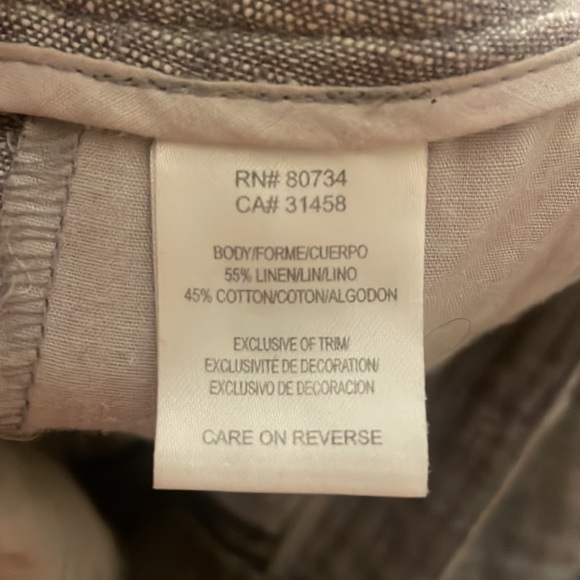 RN# 80734
CA# 31458
BODY/FORME/CUERPO
55% LINEN/LIN/LINO
45% COTTON/COTON/ALGODON
EXCLUSIVE OF TRIM/
EXCLUSIVITÉ DE DECORATION/
EXCLUSIVO DE DECORACION
CARE ON REVERSE